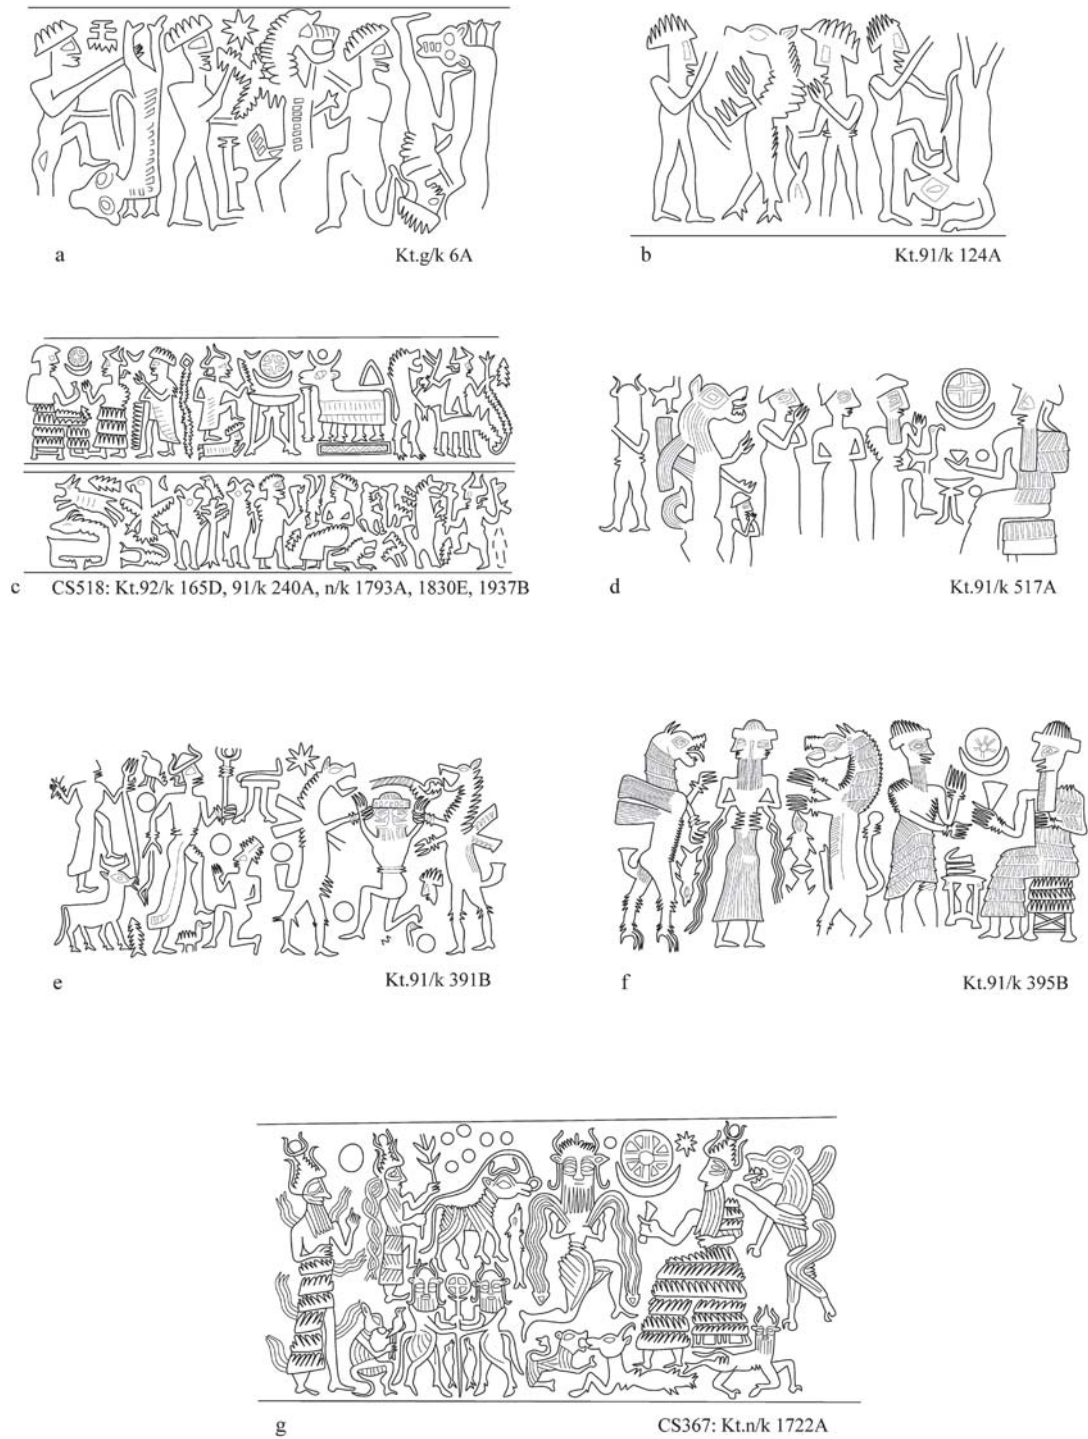 a Kt.g/k 6A
b Kt.91/k 124A
c CS518: Kt.92/k 165D, 91/k 240A, n/k 1793A, 1830E, 1937B
d Kt.91/k 517A
e Kt.91/k 391B
f Kt.91/k 395B
g CS367: Kt.n/k 1722A